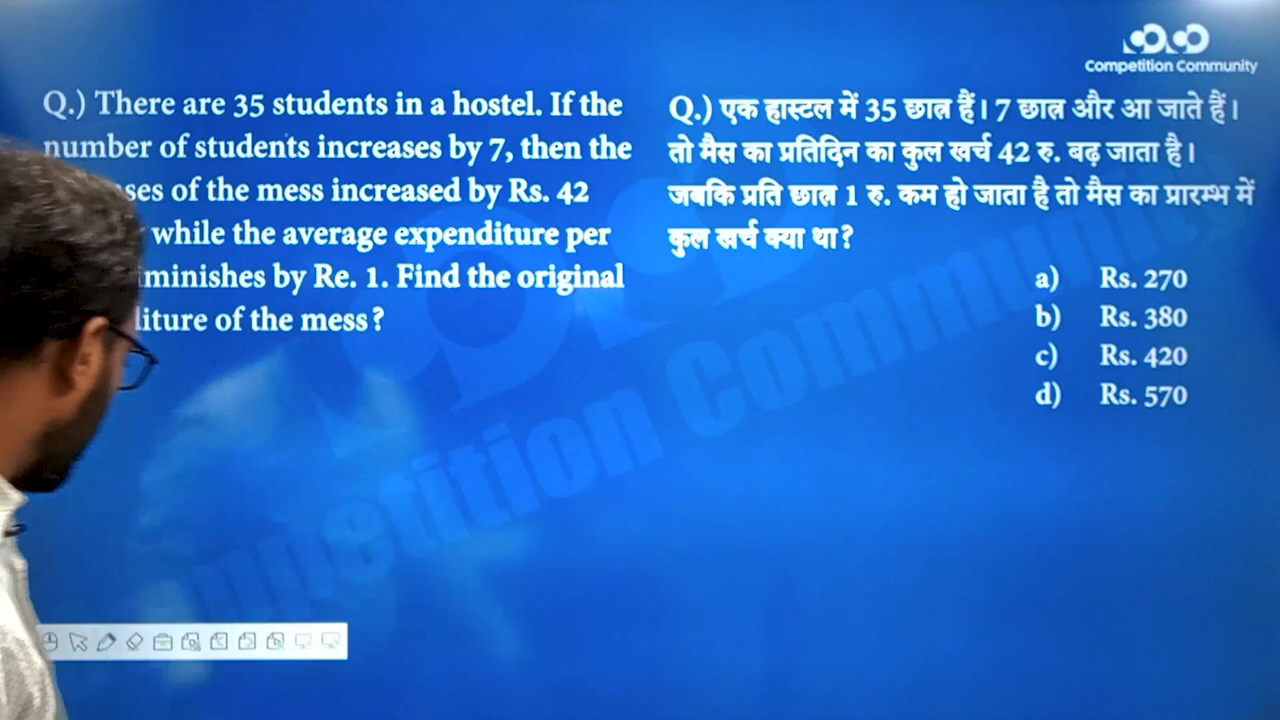 Competition Community
Q.) There are 35 students in a hostel. If the
number of students increases by 7, then the
of the mess increased by Rs. 42
while the average expenditure per
by Re. 1. Find the original
of the mess?
Q.) एक हास्टल में 35 छात्र हैं। 7 छात्र और आ जाते हैं।
तो मैस का प्रतिदिन का कुल खर्च 42 रु. बढ़ जाता है।
जबकि प्रति छात्र 1 रु. कम हो जाता है तो मैस का प्रारम्भ में
कुल खर्च क्या था?
a) Rs. 270
b) Rs. 380
c) Rs. 420
d) Rs. 570
Community